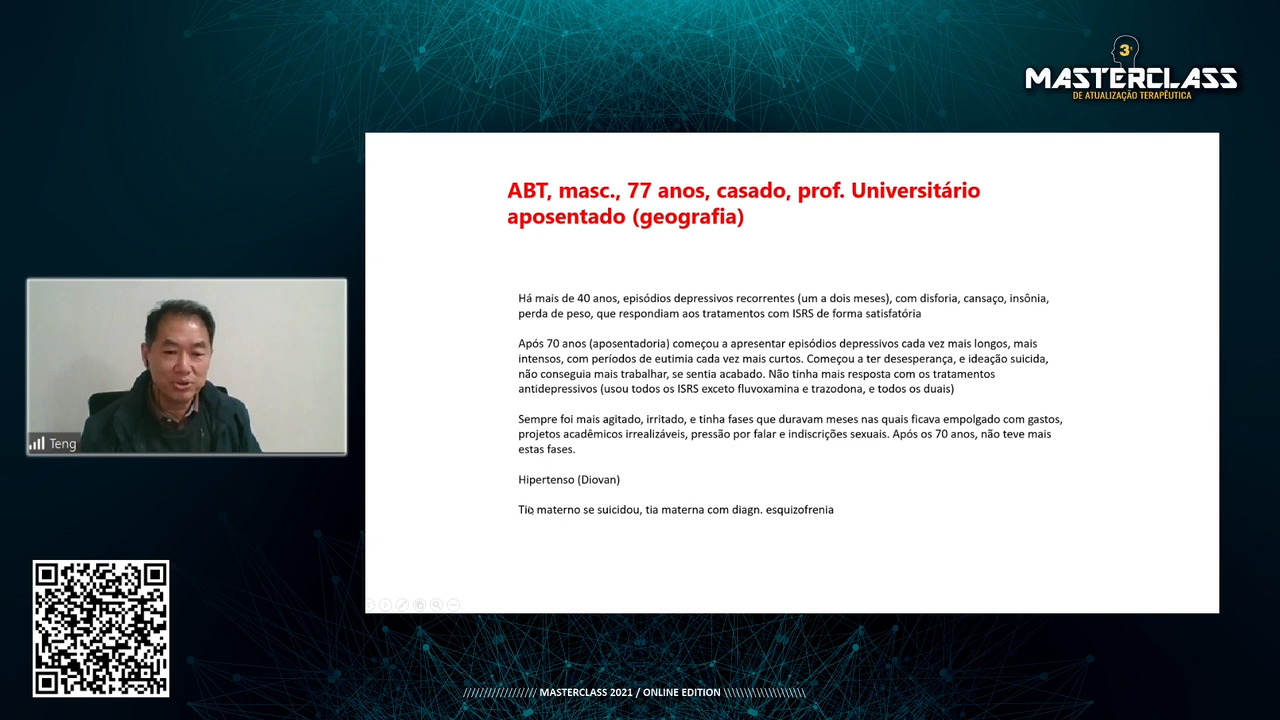 3ª
MASTERCLASS
DE ATUALIZAÇÃO TERAPÊUTICA
ABT, masc., 77 anos, casado, prof. Universitário
aposentado (geografia)
Há mais de 40 anos, episódios depressivos recorrentes (um a dois meses), com disforia, cansaço, insônia,
perda de peso, que respondiam aos tratamentos com ISRS de forma satisfatória
Após 70 anos (aposentadoria) começou a apresentar episódios depressivos cada vez mais longos, mais
intensos, com períodos de eutimia cada vez mais curtos. Começou a ter desesperança, e ideação suicida,
não conseguia mais trabalhar, se sentia acabado. Não tinha mais resposta com os tratamentos
antidepressivos (usou todos os ISRS exceto fluvoxamina e trazodona, e todos os duais)
Sempre foi mais agitado, irritado, e tinha fases que duravam meses nas quais ficava empolgado com gastos,
projetos acadêmicos irrealizáveis, pressão por falar e indiscrições sexuais. Após os 70 anos, não teve mais
estas fases.
Hipertenso (Diovan)
Tio materno se suicidou, tia materna com diagn. esquizofrenia
Teng
/////////////////// MASTERCLASS 2021 / ONLINE EDITION \\\\\\\\\\\\\\\\\\\\